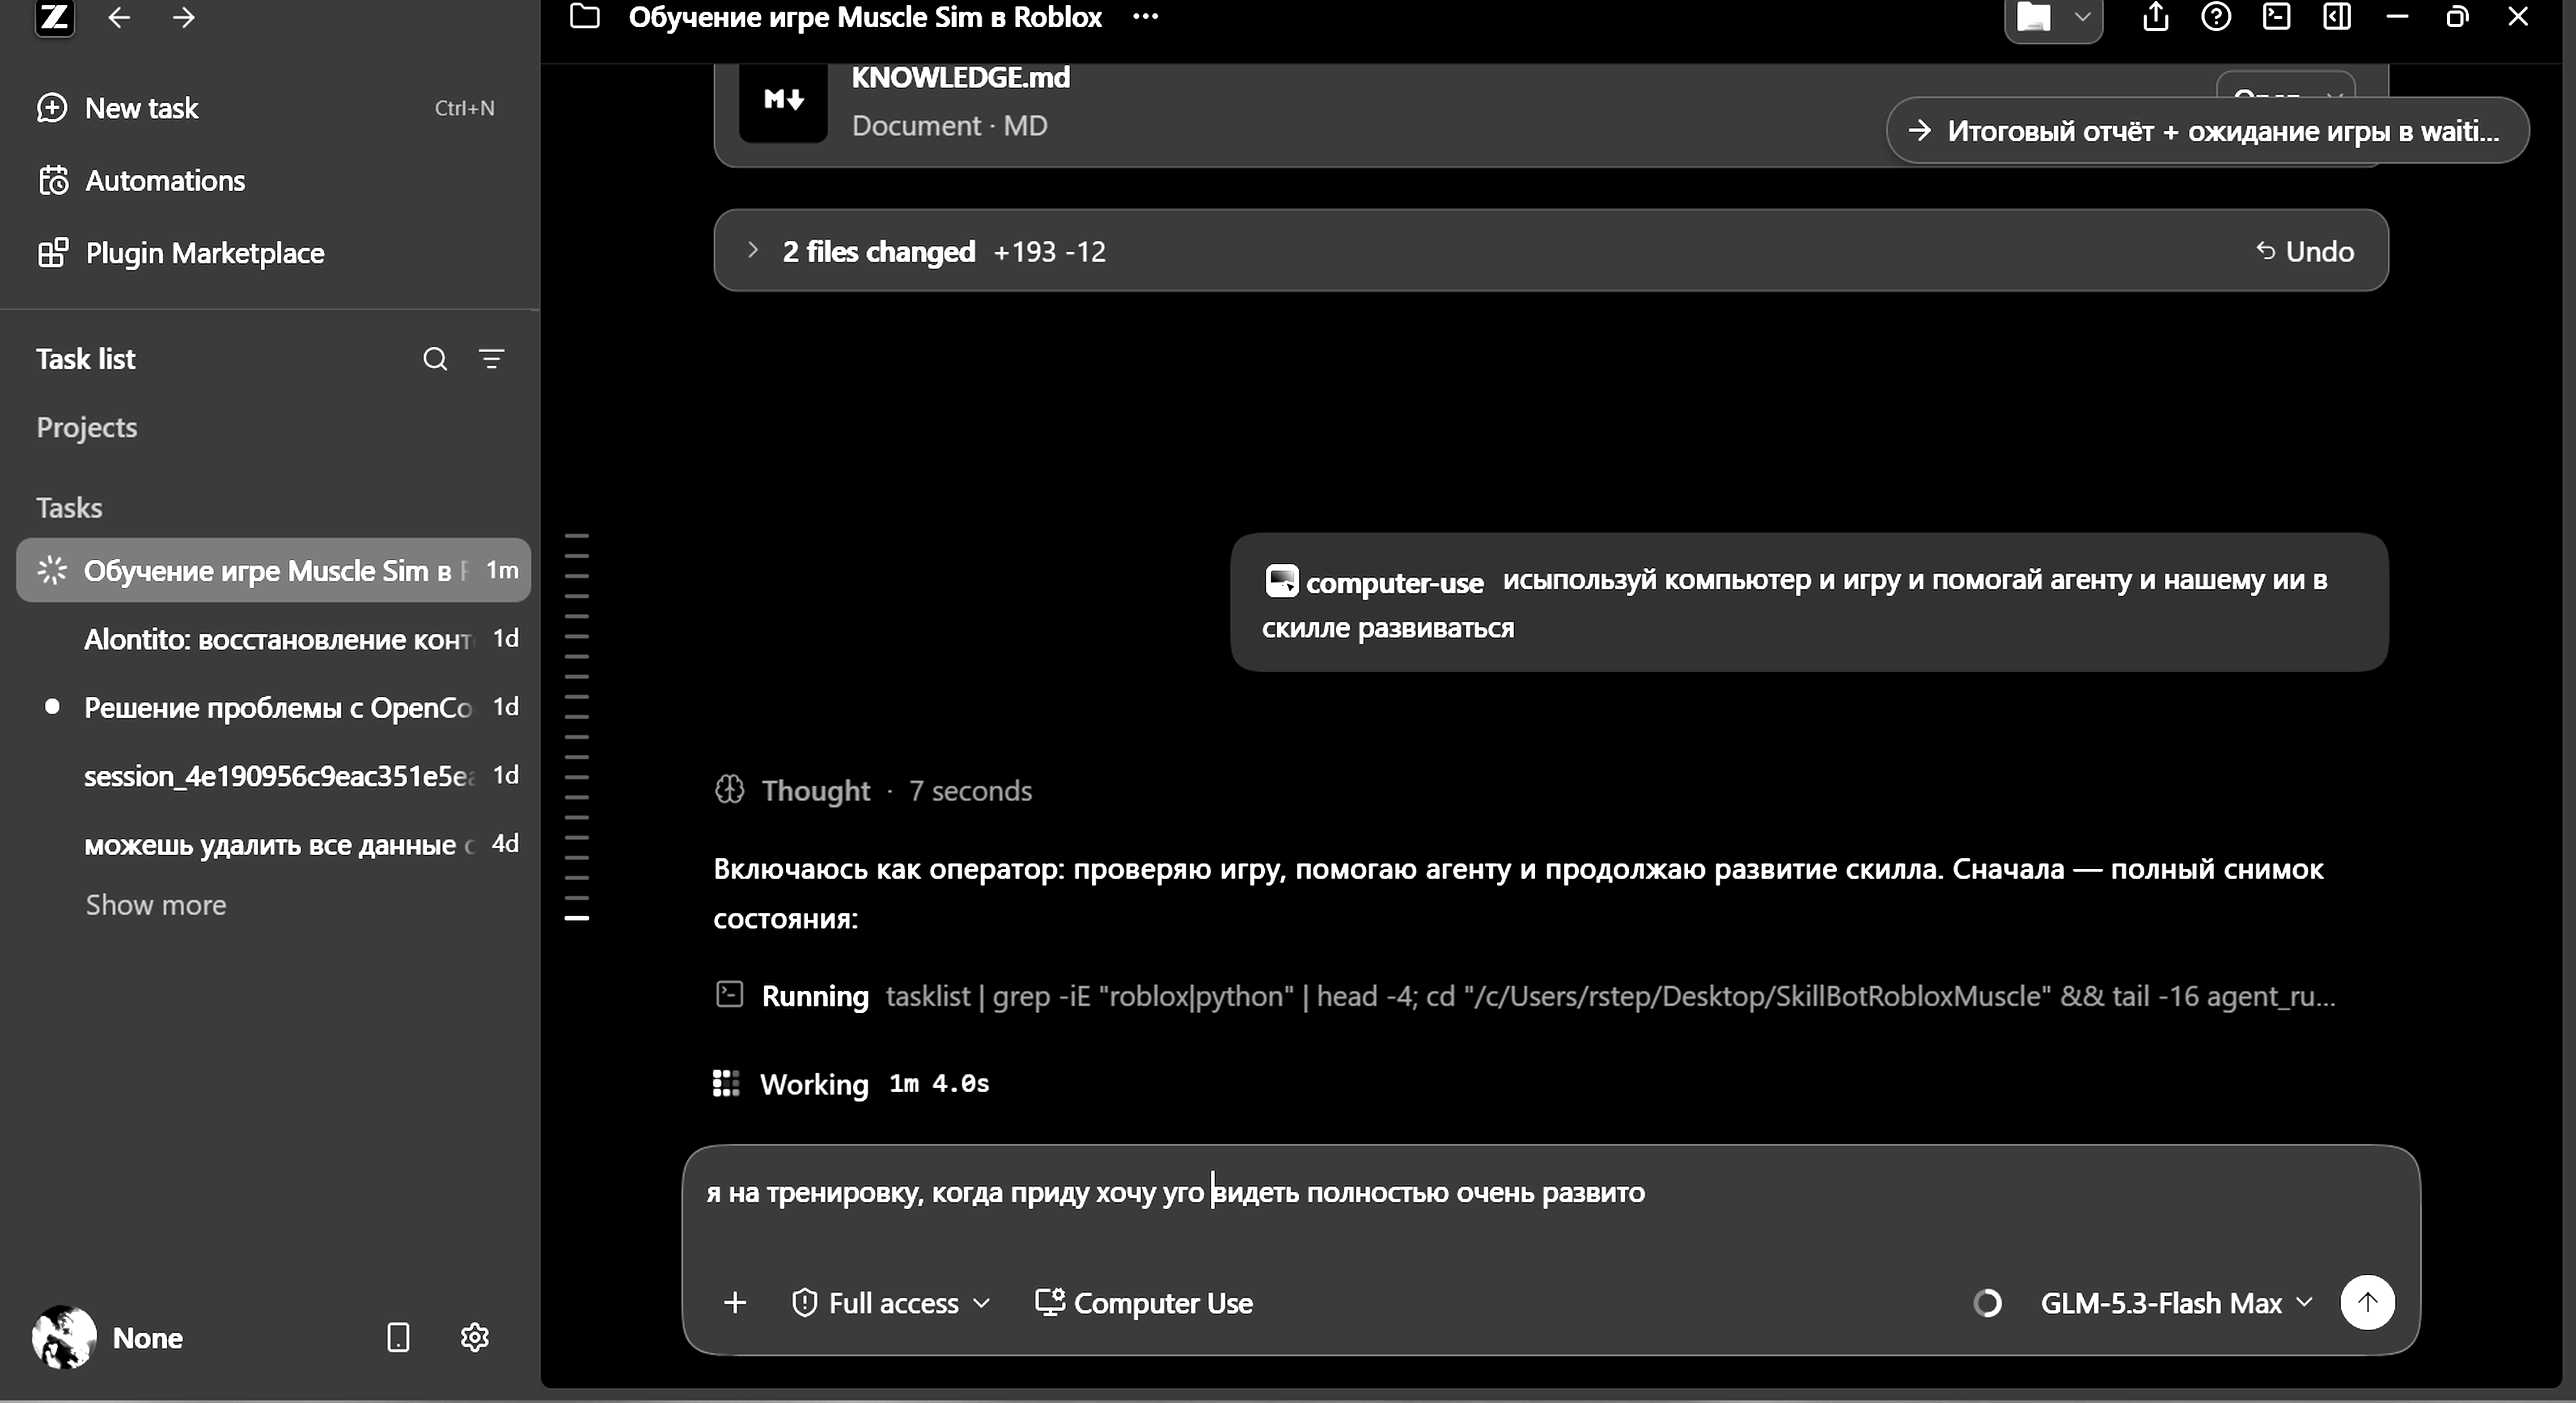 Z
Обучение игре Muscle Sim в Roblox
New task Ctrl+N
Automations
Plugin Marketplace
Task list
Projects
Tasks
Обучение игре Muscle Sim в 1m
Alontito: восстановление конт 1d
Решение проблемы с OpenCo 1d
session_4e190956c9eac351e5ea 1d
можешь удалить все данные с 4d
Show more
None
KNOWLEDGE.md
Document · MD
Open
Итоговый отчёт + ожидание игры в waiti...
2 files changed +193 -12
Undo
computer-use исыпользуй компьютер и игру и помогай агенту и нашему ии в
скилле развиваться
Thought · 7 seconds
Включаюсь как оператор: проверяю игру, помогаю агенту и продолжаю развитие скилла. Сначала — полный снимок
состояния:
Running tasklist | grep -iE "roblox|python" | head -4; cd "/c/Users/rstep/Desktop/SkillBotRobloxMuscle" && tail -16 agent_ru...
Working 1m 4.0s
я на тренировку, когда приду хочу уго видеть полностью очень развито
Full access
Computer Use
GLM-5.3-Flash Max